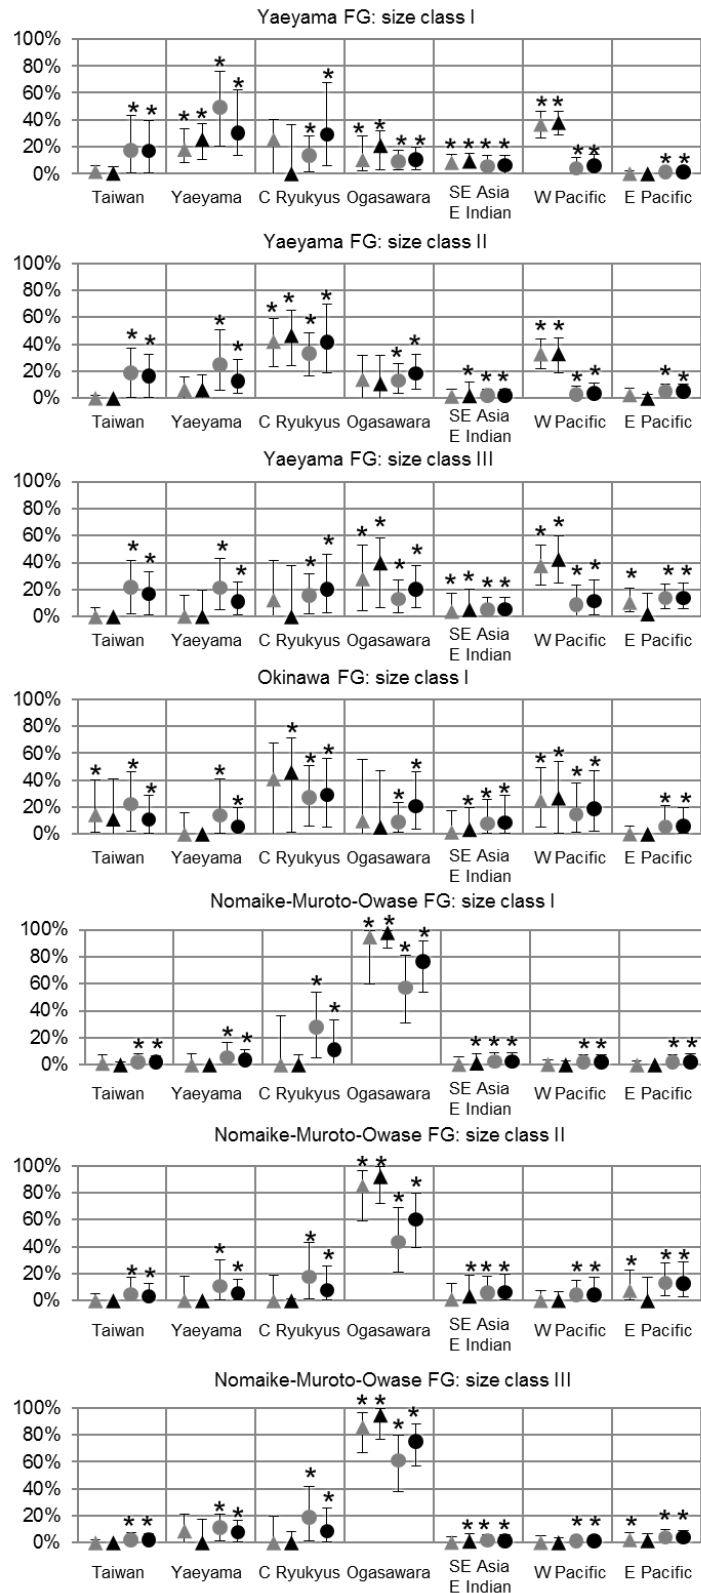 Yaeyama FG: size class I
100%
80%
60%
40%
20%
0%
Taiwan Yaeyama C Ryukyus Ogasawara SE Asia W Pacific E Pacific
E Indian
Yaeyama FG: size class II
100%
80%
60%
40%
20%
0%
Taiwan Yaeyama C Ryukyus Ogasawara SE Asia W Pacific E Pacific
E Indian
Yaeyama FG: size class III
100%
80%
60%
40%
20%
0%
Taiwan Yaeyama C Ryukyus Ogasawara SE Asia W Pacific E Pacific
E Indian
Okinawa FG: size class I
100%
80%
60%
40%
20%
0%
Taiwan Yaeyama C Ryukyus Ogasawara SE Asia W Pacific E Pacific
E Indian
Nomaike-Muroto-Owase FG: size class I
100%
80%
60%
40%
20%
0%
Taiwan Yaeyama C Ryukyus Ogasawara SE Asia W Pacific E Pacific
E Indian
Nomaike-Muroto-Owase FG: size class II
100%
80%
60%
40%
20%
0%
Taiwan Yaeyama C Ryukyus Ogasawara SE Asia W Pacific E Pacific
E Indian
Nomaike-Muroto-Owase FG: size class III
100%
80%
60%
40%
20%
0%
Taiwan Yaeyama C Ryukyus Ogasawara SE Asia W Pacific E Pacific
E Indian